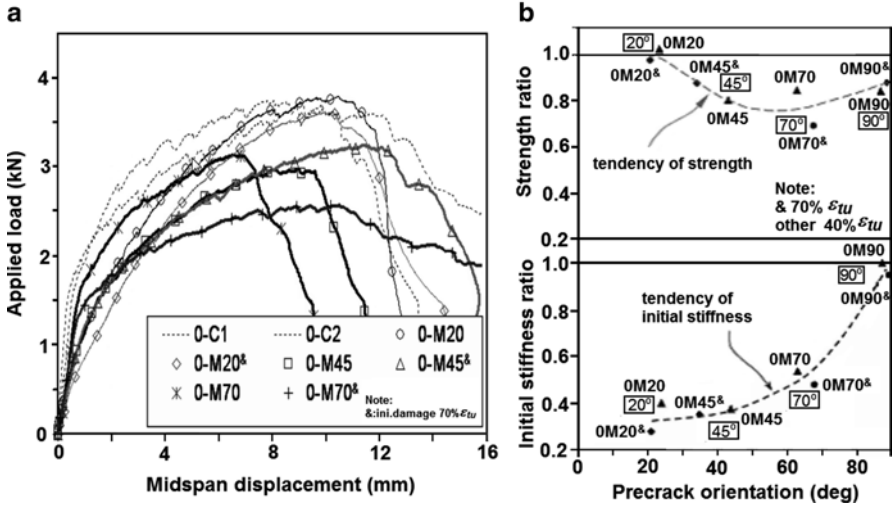 a
Applied load (kN)
4
3
2
1
0
0 2 4 6 8 10 12 14 16
Midspan displacement (mm)
0-C1 0-C2 0-M20
0-M20& 0-M45 0-M45&
0-M70 0-M70&
Note:
&:ini.damage 70%εtu
b
Strength ratio
1.0
0.8
0.6
0.4
0.2
20°
0M20
0M20&
0M45&
45°
0M45
0M70
70°
0M70&
0M90&
0M90
90°
tendency of strength
Note:
& 70% εtu
other 40% εtu
Initial stiffness ratio
1.0
0.8
0.6
0.4
0.2
0M90
90°
0M90&
tendency of
initial stiffness
0M20
20°
0M20&
0M45&
45°
0M45
0M70
70°
0M70&
0 20 40 60 80
Precrack orientation (deg)